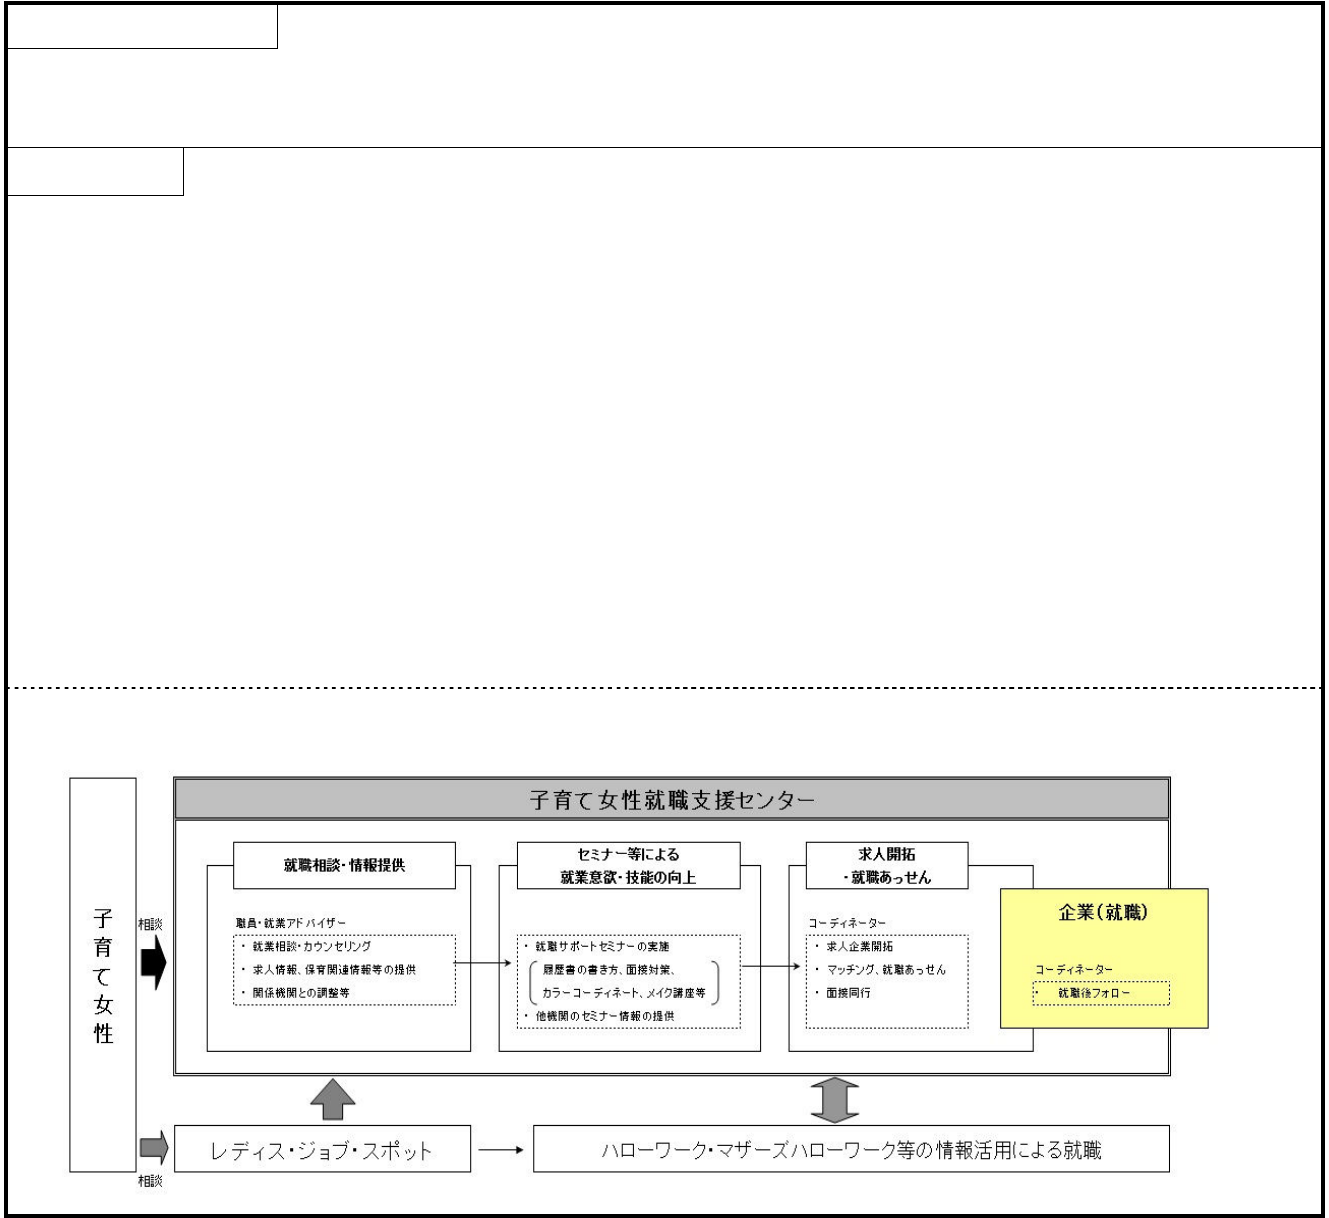 子育て女性就職支援センター
子育て女性
相談
就職相談・情報提供
職員・就業アドバイザー
・ 就業相談・カウンセリング
・ 求人情報、保育関連情報等の提供
・ 関係機関との調整等
セミナー等による
就業意欲・技能の向上
・ 就職サポートセミナーの実施
履歴書の書き方、面接対策、
カラーコーディネート、メイク講座等
・ 他機関のセミナー情報の提供
求人開拓
・就職あっせん
コーディネーター
・ 求人企業開拓
・ マッチング、就職あっせん
・ 面接同行
企業(就職)
コーディネーター
・ 就職後フォロー
相談
レディス・ジョブ・スポット
ハローワーク・マザーズハローワーク等の情報活用による就職